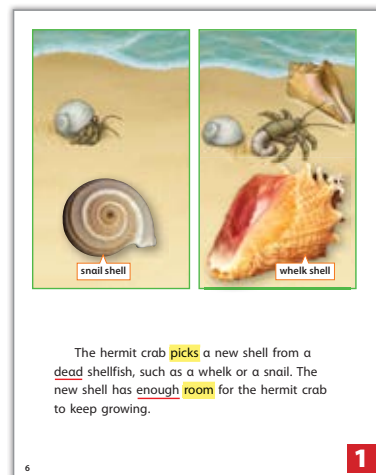 snail shell
whelk shell
The hermit crab picks a new shell from a
dead shellfish, such as a whelk or a snail. The
new shell has enough room for the hermit crab
to keep growing.
6
1